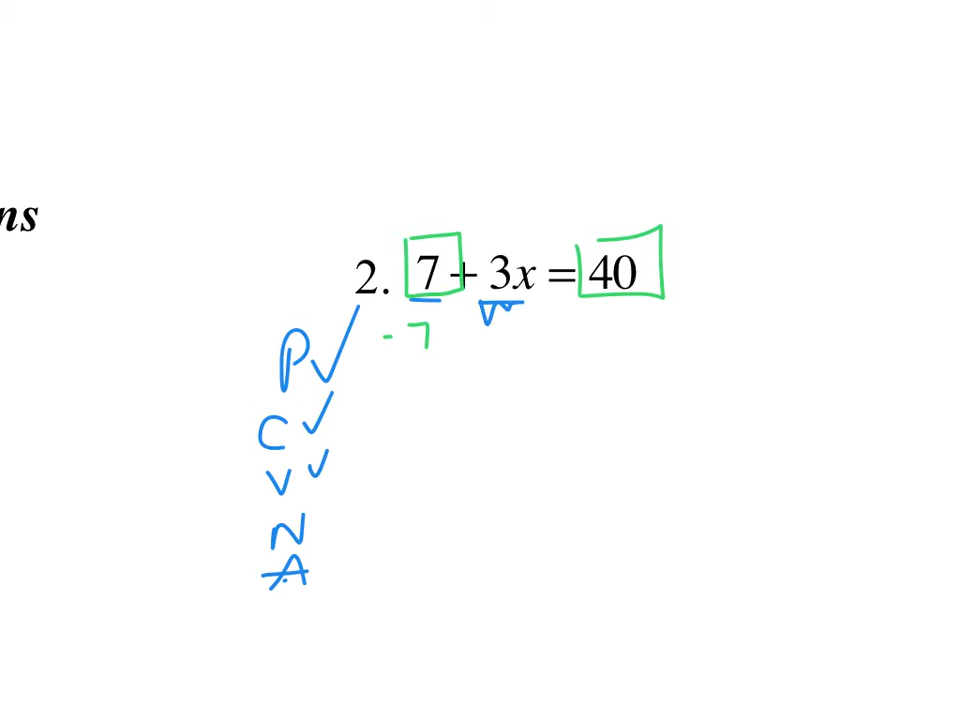 ns
2. 7 + 3x = 40
- 7
P✓
C ✓
V ✓
N
A